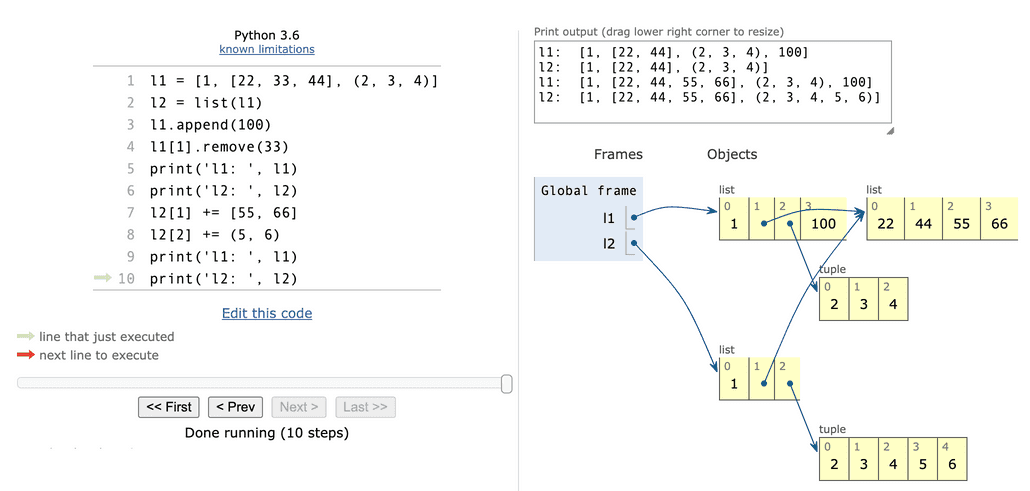 Python 3.6
known limitations
1 l1 = [1, [22, 33, 44], (2, 3, 4)]
2 l2 = list(l1)
3 l1.append(100)
4 l1[1].remove(33)
5 print('l1: ', l1)
6 print('l2: ', l2)
7 l2[1] += [55, 66]
8 l2[2] += (5, 6)
9 print('l1: ', l1)
10 print('l2: ', l2)
Edit this code
line that just executed
next line to execute
<< First < Prev Next > Last >>
Done running (10 steps)
Print output (drag lower right corner to resize)
l1:  [1, [22, 44], (2, 3, 4), 100]
l2:  [1, [22, 44], (2, 3, 4)]
l1:  [1, [22, 44, 55, 66], (2, 3, 4), 100]
l2:  [1, [22, 44, 55, 66], (2, 3, 4, 5, 6)]
Frames Objects
Global frame
l1
l2
list
0 1 2 3
1 100
list
0 1 2 3
22 44 55 66
tuple
0 1 2
2 3 4
list
0 1 2
1
tuple
0 1 2 3 4
2 3 4 5 6